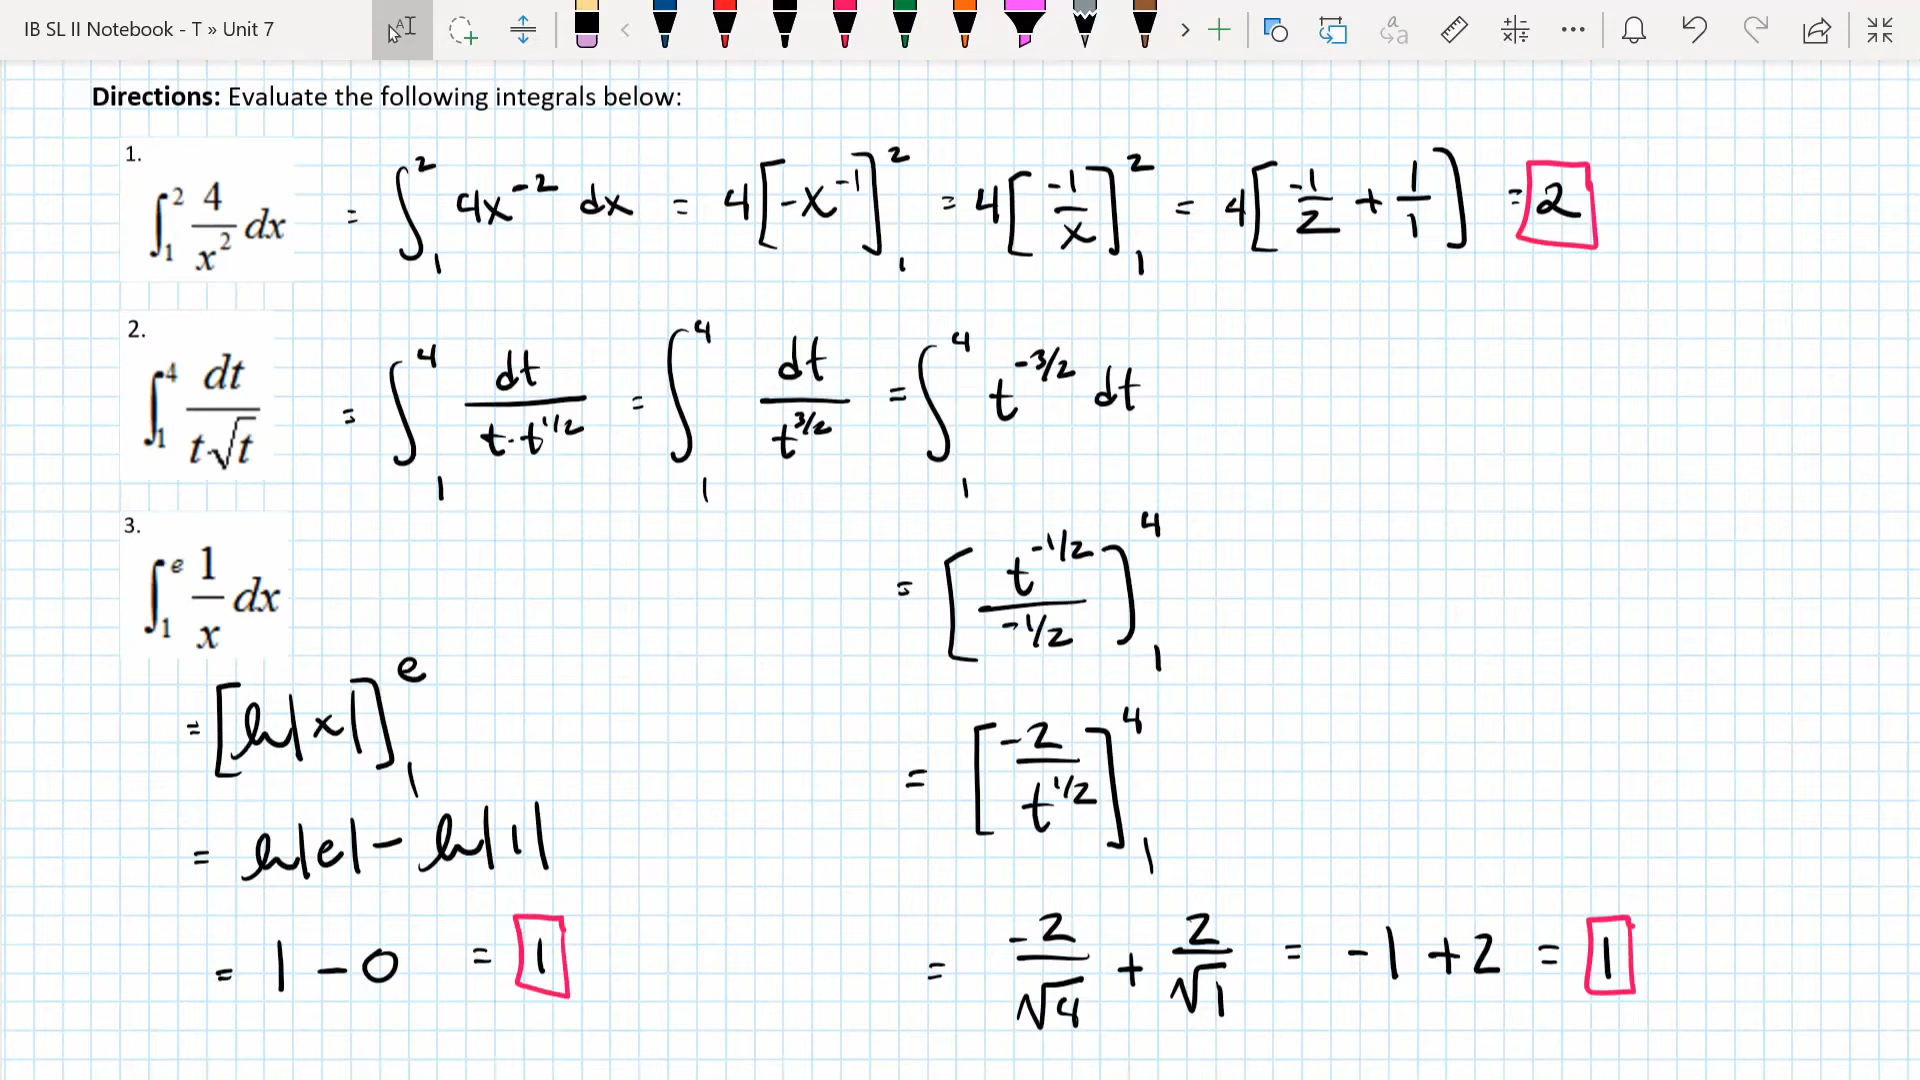 IB SL II Notebook - T » Unit 7
Directions: Evaluate the following integrals below:
1.
∫₁² 4/x² dx = ∫₁² 4x⁻² dx = 4[-x⁻¹]₁² = 4[-1/x]₁² = 4[-1/2 + 1/1] = 2
2.
∫₁⁴ dt/(t√t) = ∫₁⁴ dt/(t·t^(1/2)) = ∫₁⁴ dt/t^(3/2) = ∫₁⁴ t^(-3/2) dt
= [t^(-1/2)/(-1/2)]₁⁴
= [-2/t^(1/2)]₁⁴
= -2/√4 + 2/√1 = -1 + 2 = 1
3.
∫₁ᵉ 1/x dx
= [ln|x|]₁ᵉ
= ln|e| - ln|1|
= 1 - 0 = 1